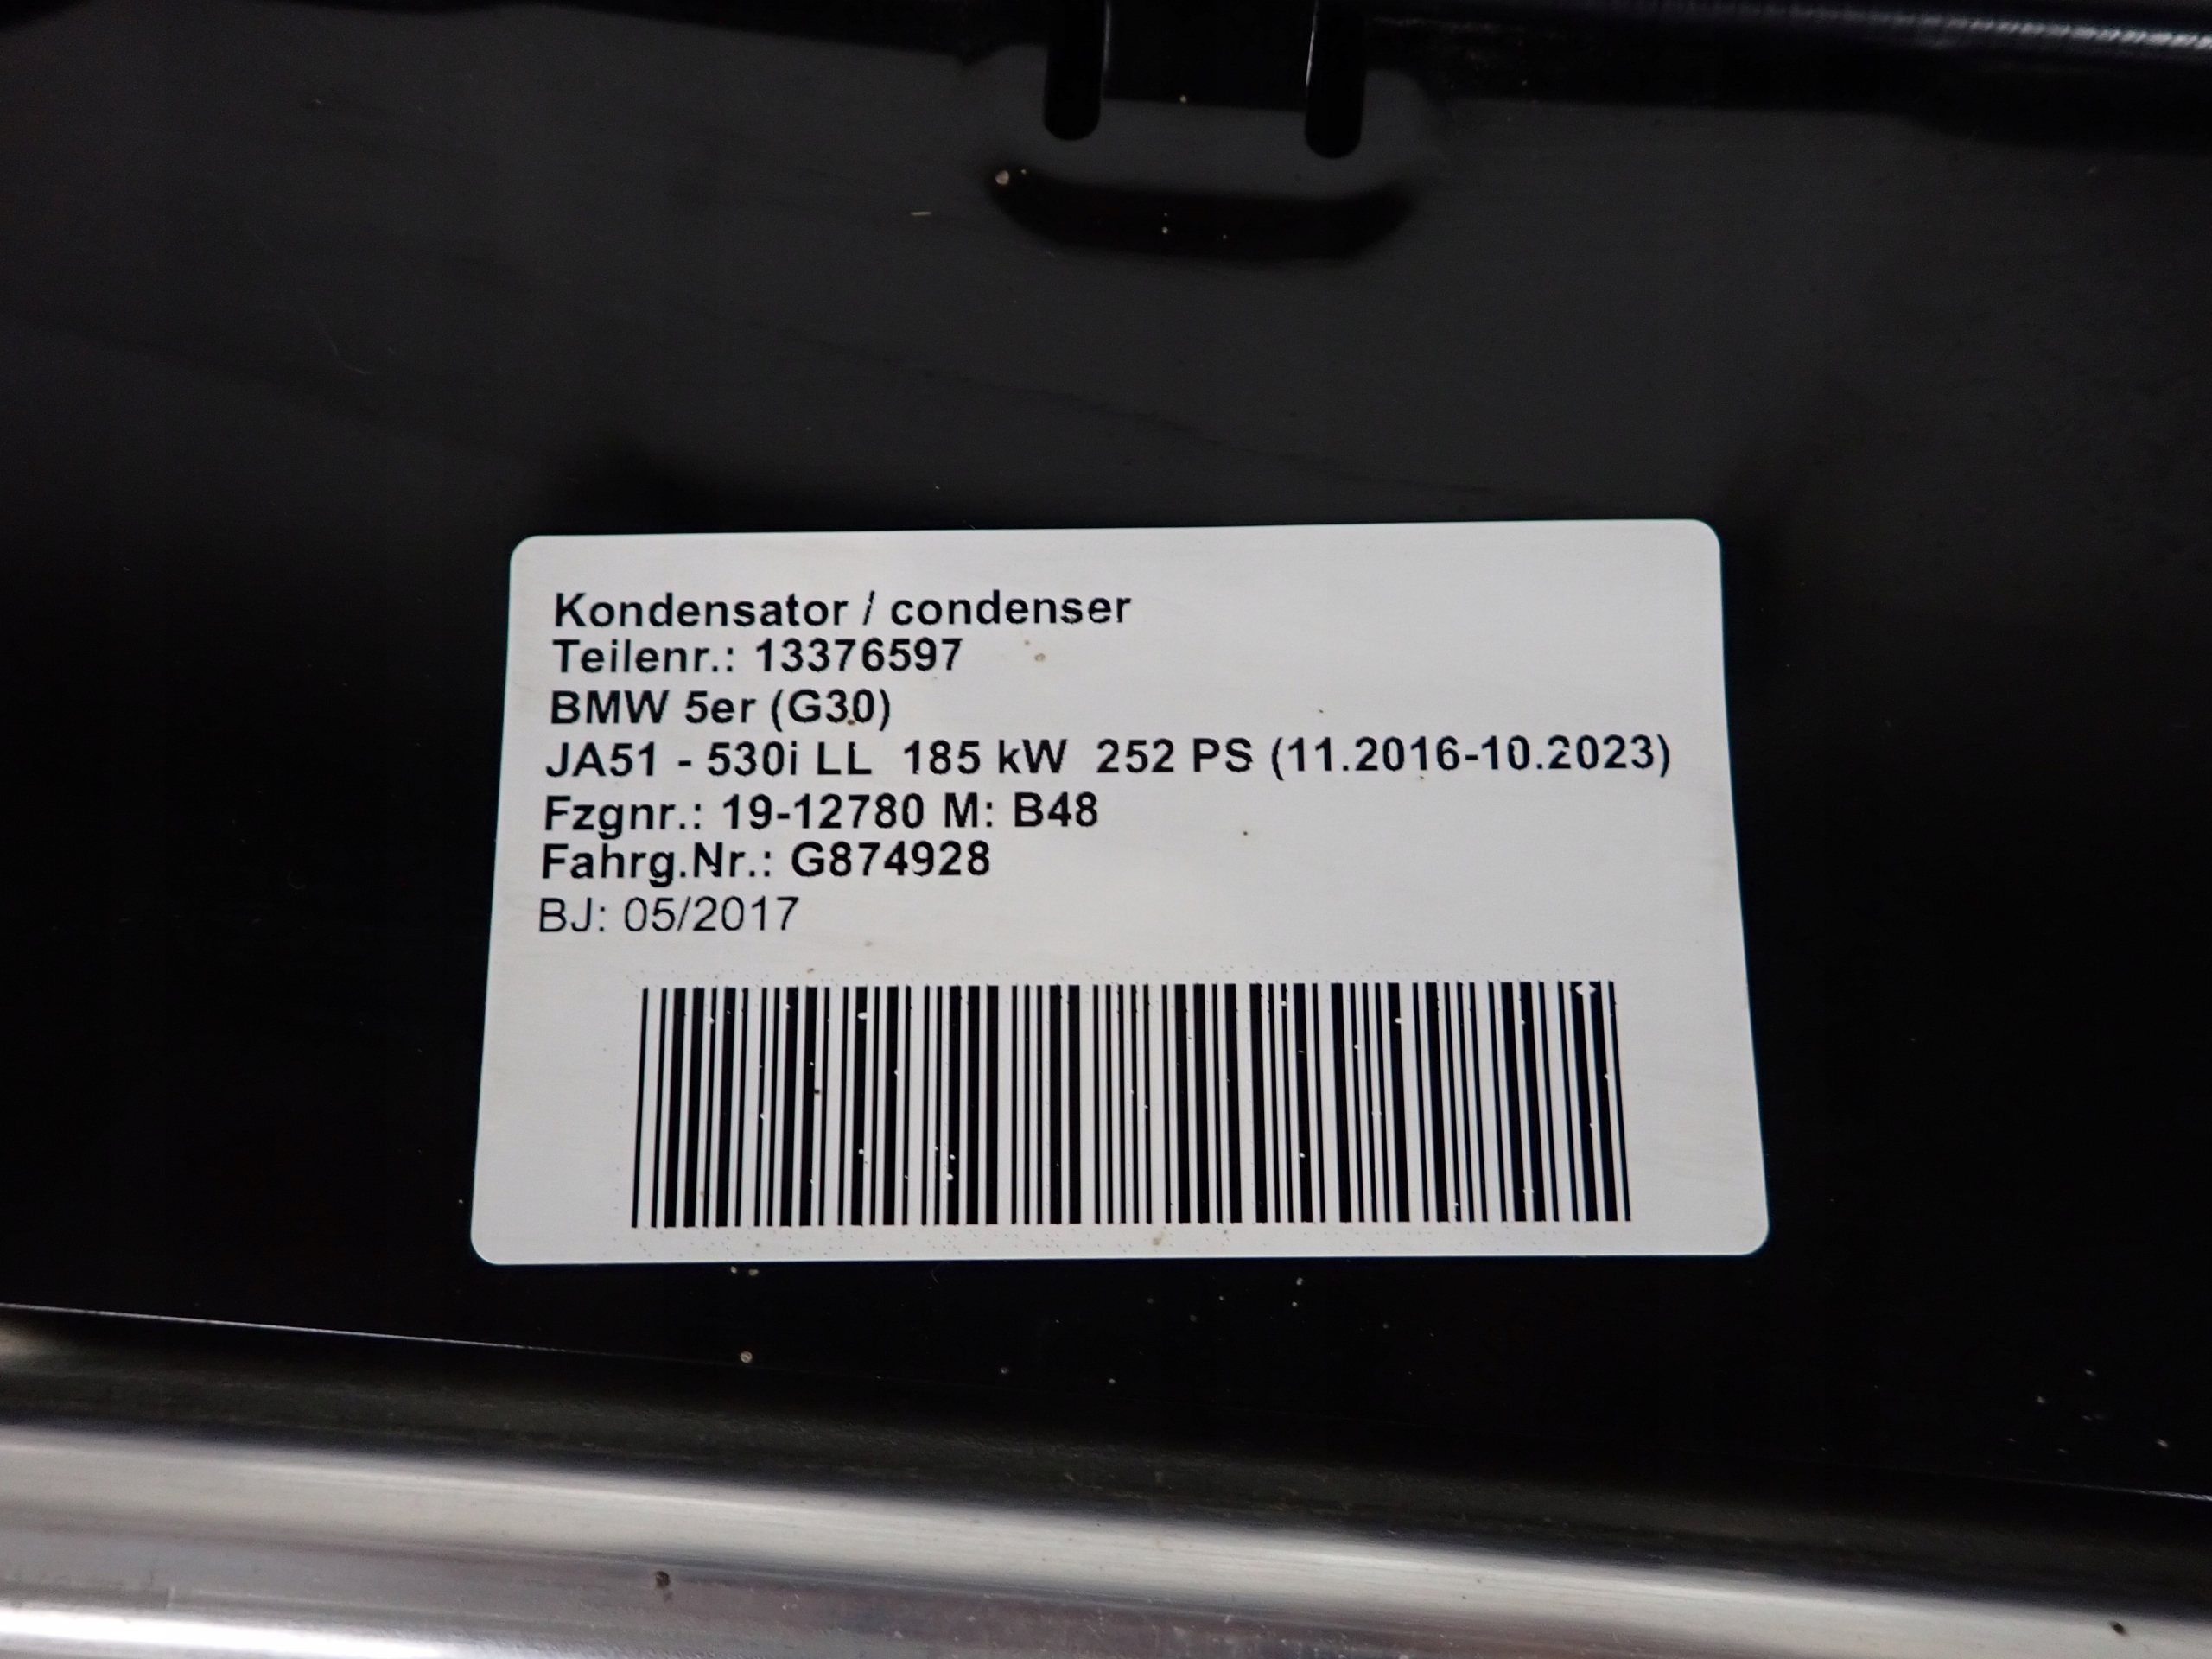 Kondensator / condenser
Teilenr.: 13376597
BMW 5er (G30)
JA51 - 530i LL  185 kW  252 PS (11.2016-10.2023)
Fzgnr.: 19-12780 M: B48
Fahrg.Nr.: G874928
BJ: 05/2017